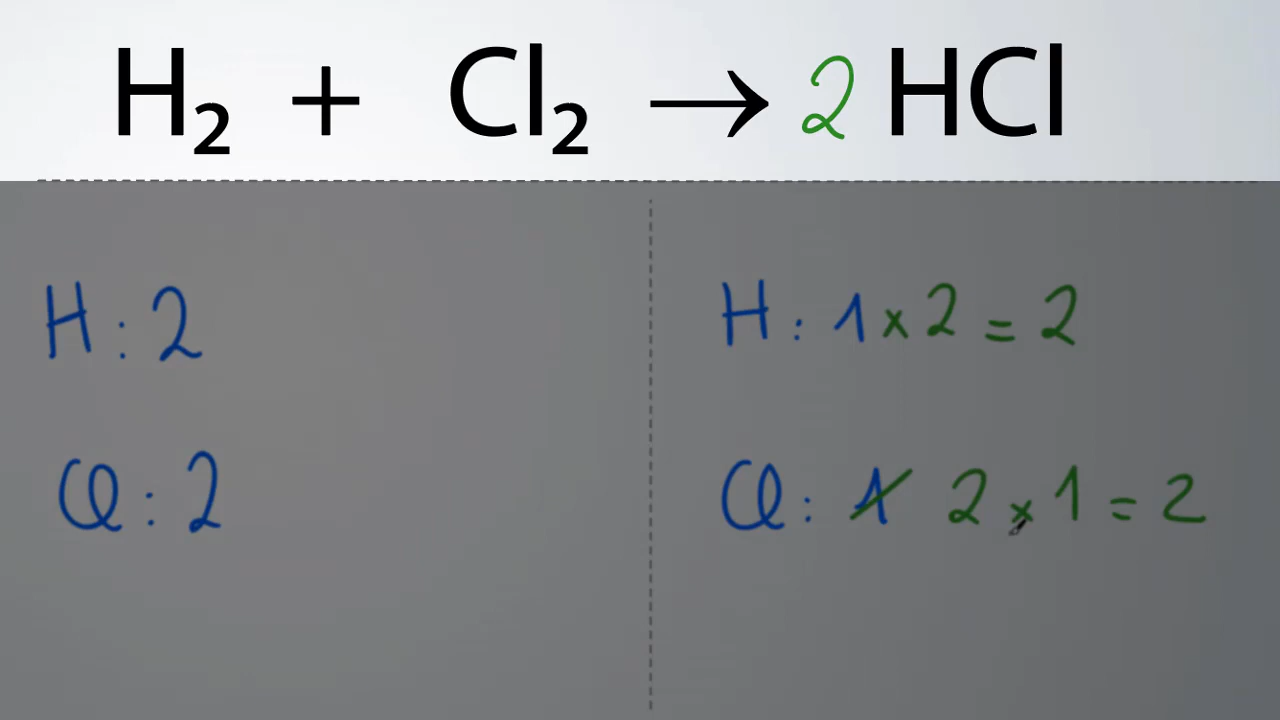 H₂ + Cl₂ → 2 HCl
H : 2
H : 1 x 2 = 2
Cl : 2
Cl : 1 2 x 1 = 2